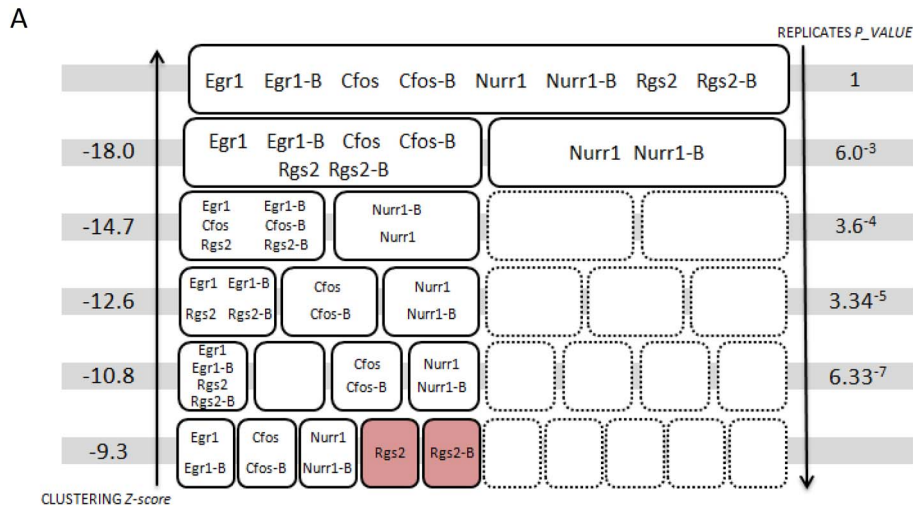 A
REPLICATES P_VALUE
Egr1 Egr1-B Cfos Cfos-B Nurr1 Nurr1-B Rgs2 Rgs2-B
1
-18.0
Egr1 Egr1-B Cfos Cfos-B
Rgs2 Rgs2-B
Nurr1 Nurr1-B
6.0-3
-14.7
Egr1 Egr1-B
Cfos Cfos-B
Rgs2 Rgs2-B
Nurr1-B
Nurr1
3.6-4
-12.6
Egr1 Egr1-B
Rgs2 Rgs2-B
Cfos
Cfos-B
Nurr1
Nurr1-B
3.34-5
-10.8
Egr1
Egr1-B
Rgs2
Rgs2-B
Cfos
Cfos-B
Nurr1
Nurr1-B
6.33-7
-9.3
Egr1
Egr1-B
Cfos
Cfos-B
Nurr1
Nurr1-B
Rgs2
Rgs2-B
CLUSTERING Z-score